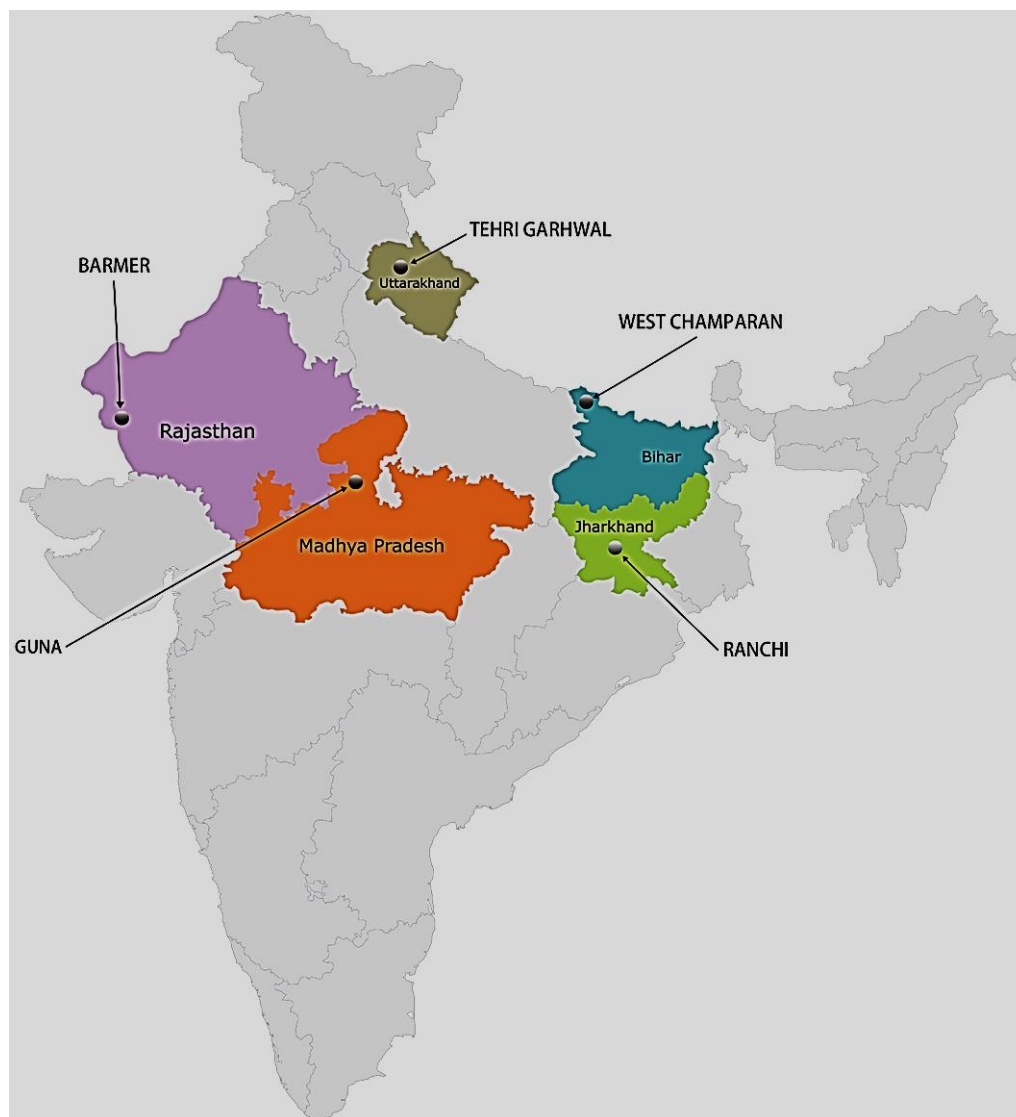 TEHRI GARHWAL
BARMER
Uttarakhand
WEST CHAMPARAN
Rajasthan
Bihar
Jharkhand
Madhya Pradesh
GUNA
RANCHI